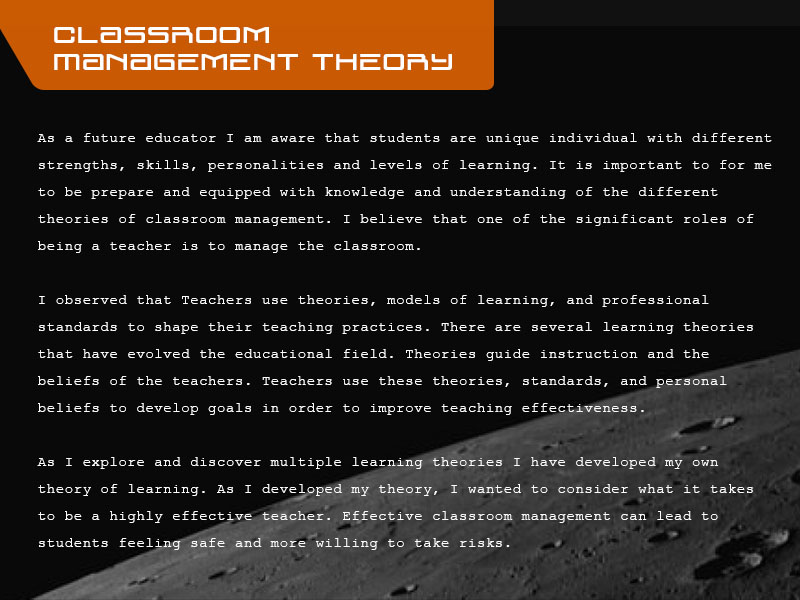 CLASSROOM
MANAGEMENT THEORY
As a future educator I am aware that students are unique individual with different
strengths, skills, personalities and levels of learning. It is important to for me
to be prepare and equipped with knowledge and understanding of the different
theories of classroom management. I believe that one of the significant roles of
being a teacher is to manage the classroom.
I observed that Teachers use theories, models of learning, and professional
standards to shape their teaching practices. There are several learning theories
that have evolved the educational field. Theories guide instruction and the
beliefs of the teachers. Teachers use these theories, standards, and personal
beliefs to develop goals in order to improve teaching effectiveness.
As I explore and discover multiple learning theories I have developed my own
theory of learning. As I developed my theory, I wanted to consider what it takes
to be a highly effective teacher. Effective classroom management can lead to
students feeling safe and more willing to take risks.